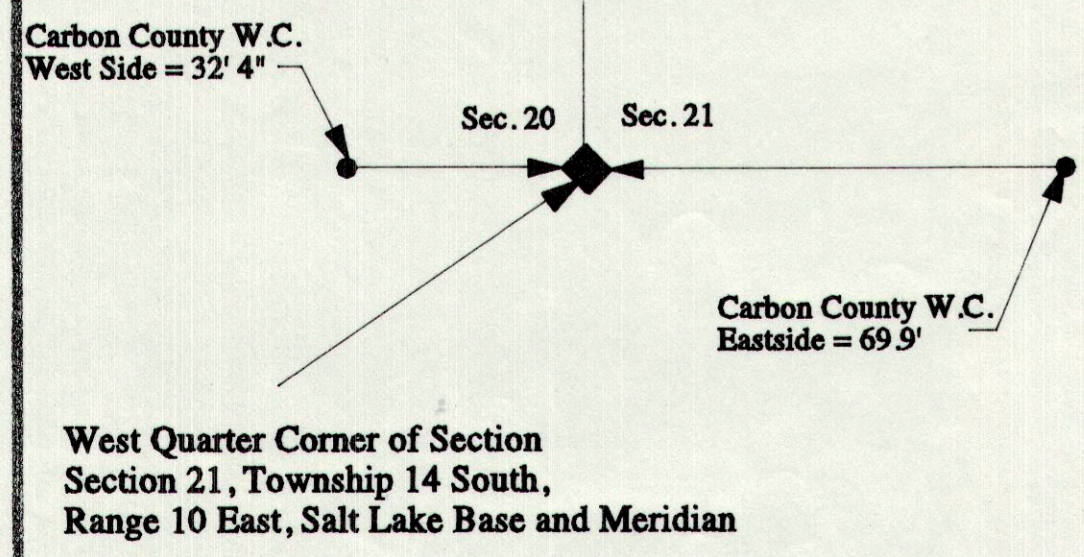 Carbon County W.C.
West Side = 32' 4"
Sec. 20
Sec. 21
Carbon County W.C.
Eastside = 69.9'
West Quarter Corner of Section
Section 21, Township 14 South,
Range 10 East, Salt Lake Base and Meridian